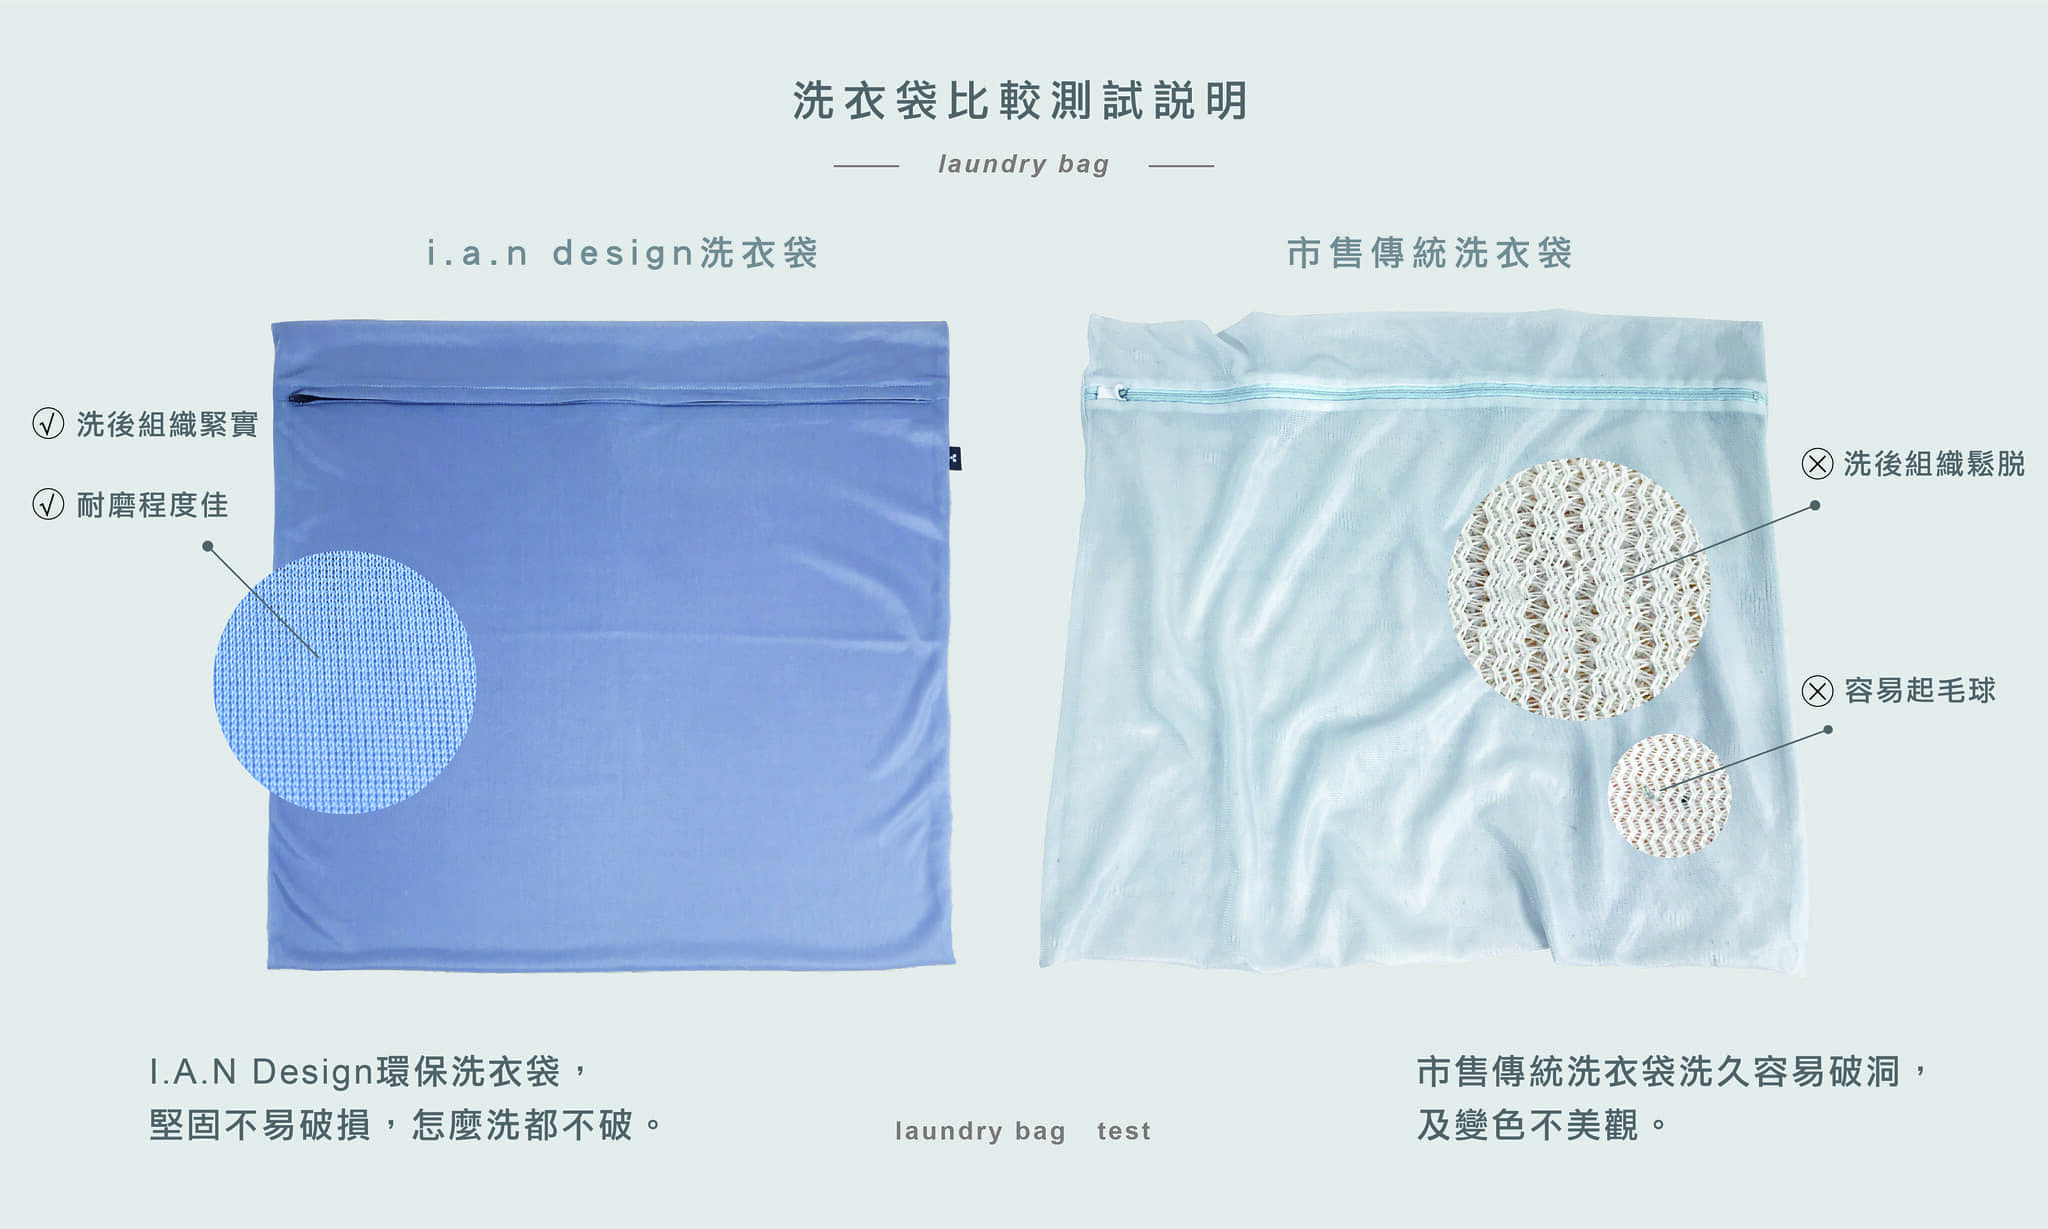 洗衣袋比較測試説明
laundry bag
i.a.n design洗衣袋
市售傳統洗衣袋
洗後組織緊實
耐磨程度佳
洗後組織鬆脱
容易起毛球
I.A.N Design環保洗衣袋，
堅固不易破損，怎麼洗都不破。
laundry bag test
市售傳統洗衣袋洗久容易破洞，
及變色不美觀。